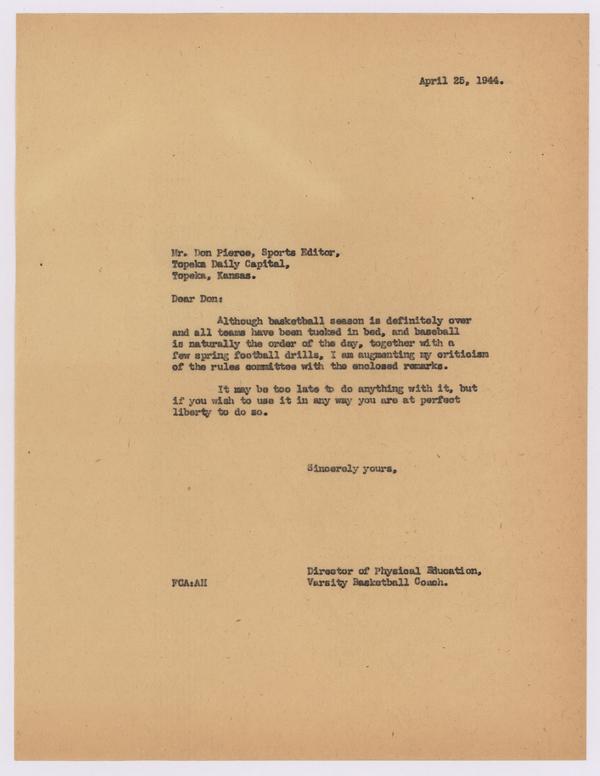 April 25, 1944.
Mr. Don Pierce, Sports Editor,
Topeka Daily Capital,
Topeka, Kansas.
Dear Don:
Although basketball season is definitely over
and all teams have been tucked in bed, and baseball
is naturally the order of the day, together with a
few spring football drills, I am augmenting my criticism
of the rules committee with the enclosed remarks.
It may be too late to do anything with it, but
if you wish to use it in any way you are at perfect
liberty to do so.
Sincerely yours,
Director of Physical Education,
FCA:AH Varsity Basketball Coach.